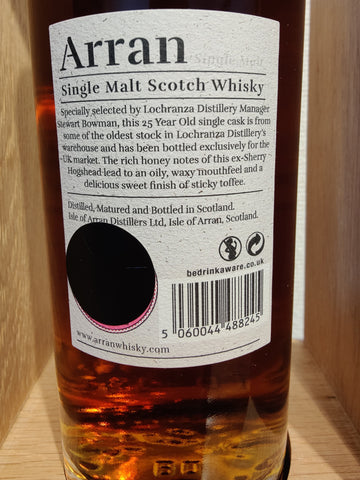 Arran
Single Malt
Single Malt Scotch Whisky
Specially selected by Lochranza Distillery Manager
Stewart Bowman, this 25 Year Old single cask is from
some of the oldest stock in Lochranza Distillery's
warehouse and has been bottled exclusively for the
UK market. The rich honey notes of this ex-Sherry
Hogshead lead to an oily, waxy mouthfeel and a
delicious sweet finish of sticky toffee.
Distilled, Matured and Bottled in Scotland.
Isle of Arran Distillers Ltd, Isle of Arran, Scotland.
bedrinkaware.co.uk
5 060044 488245
www.arranwhisky.com